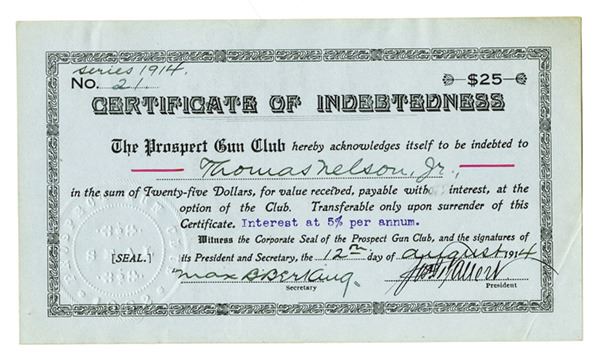 series 1914.
No. 21. $25
CERTIFICATE OF INDEBTEDNESS
The Prospect Gun Club hereby acknowledges itself to be indebted to
Thomas Nelson, Jr.,
in the sum of Twenty-five Dollars, for value received, payable with interest, at the
option of the Club. Transferable only upon surrender of this
Certificate. Interest at 5% per annum.
Witness the Corporate Seal of the Prospect Gun Club, and the signatures of
[SEAL.] its President and Secretary, the 12th day of August 1914
Max B
Secretary President